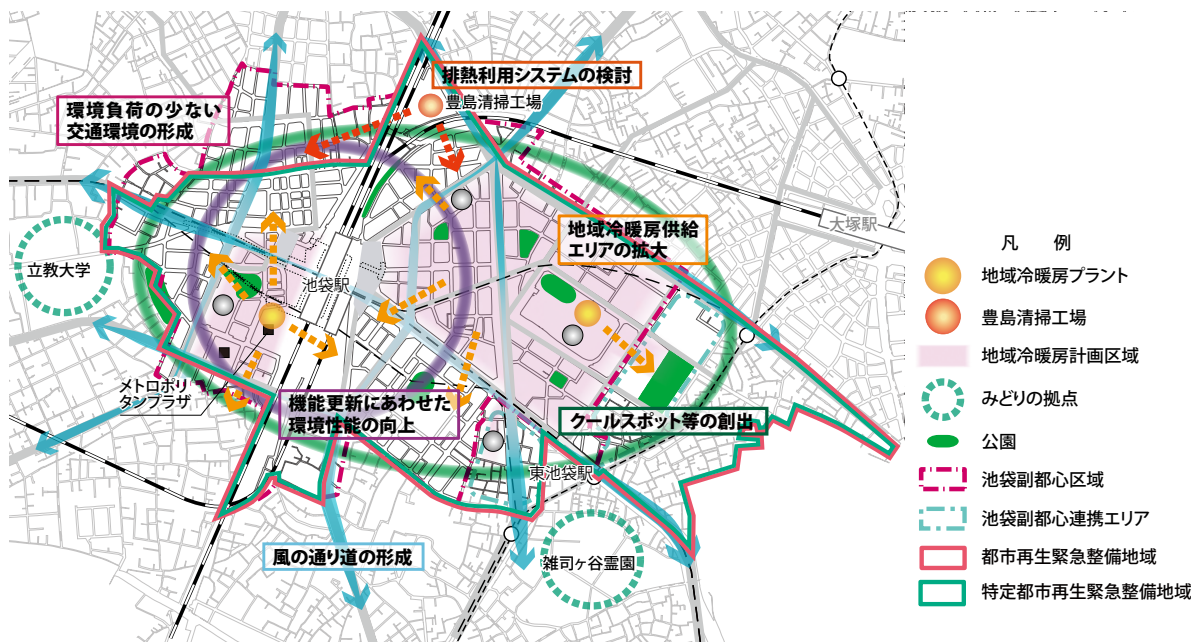 排熱利用システムの検討
豊島清掃工場
環境負荷の少ない
交通環境の形成
大塚駅
地域冷暖房供給
エリアの拡大
立教大学
池袋駅
メトロポリ
タンプラザ
機能更新にあわせた
環境性能の向上
クールスポット等の創出
東池袋駅
風の通り道の形成
雑司ヶ谷霊園
凡 例
地域冷暖房プラント
豊島清掃工場
地域冷暖房計画区域
みどりの拠点
公園
池袋副都心区域
池袋副都心連携エリア
都市再生緊急整備地域
特定都市再生緊急整備地域